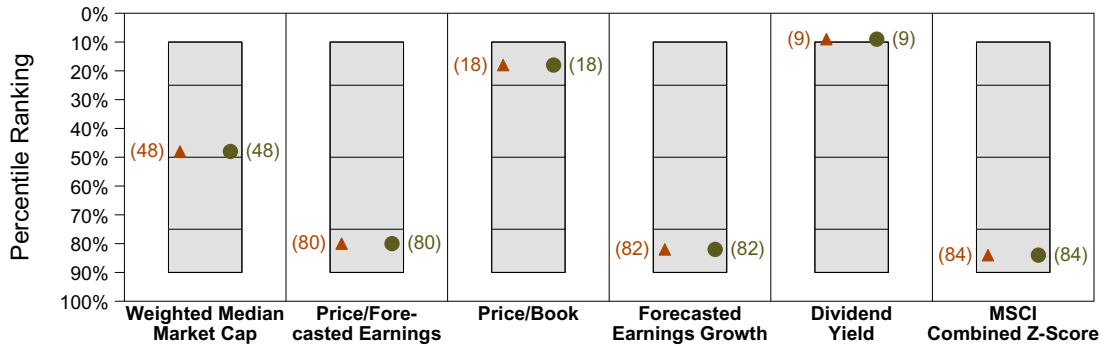 Percentile Ranking
0%
10%
20%
30%
40%
50%
60%
70%
80%
90%
100%
(48)
(48)
(80)
(80)
(18)
(18)
(82)
(82)
(9)
(9)
(84)
(84)
Weighted Median
Market Cap
Price/Fore-
casted Earnings
Price/Book
Forecasted
Earnings Growth
Dividend
Yield
MSCI
Combined Z-Score